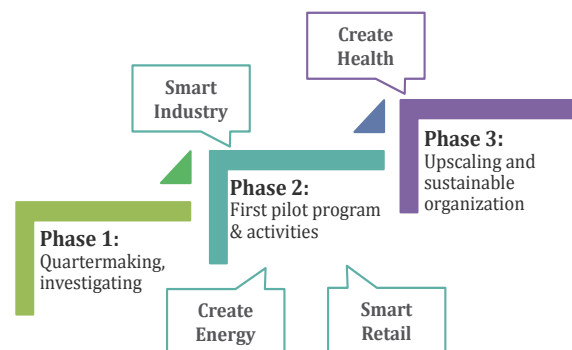 Create
Health
Smart
Industry
Phase 3:
Upscaling and
sustainable
organization
Phase 2:
First pilot program
& activities
Phase 1:
Quartermaking,
investigating
Create
Energy
Smart
Retail